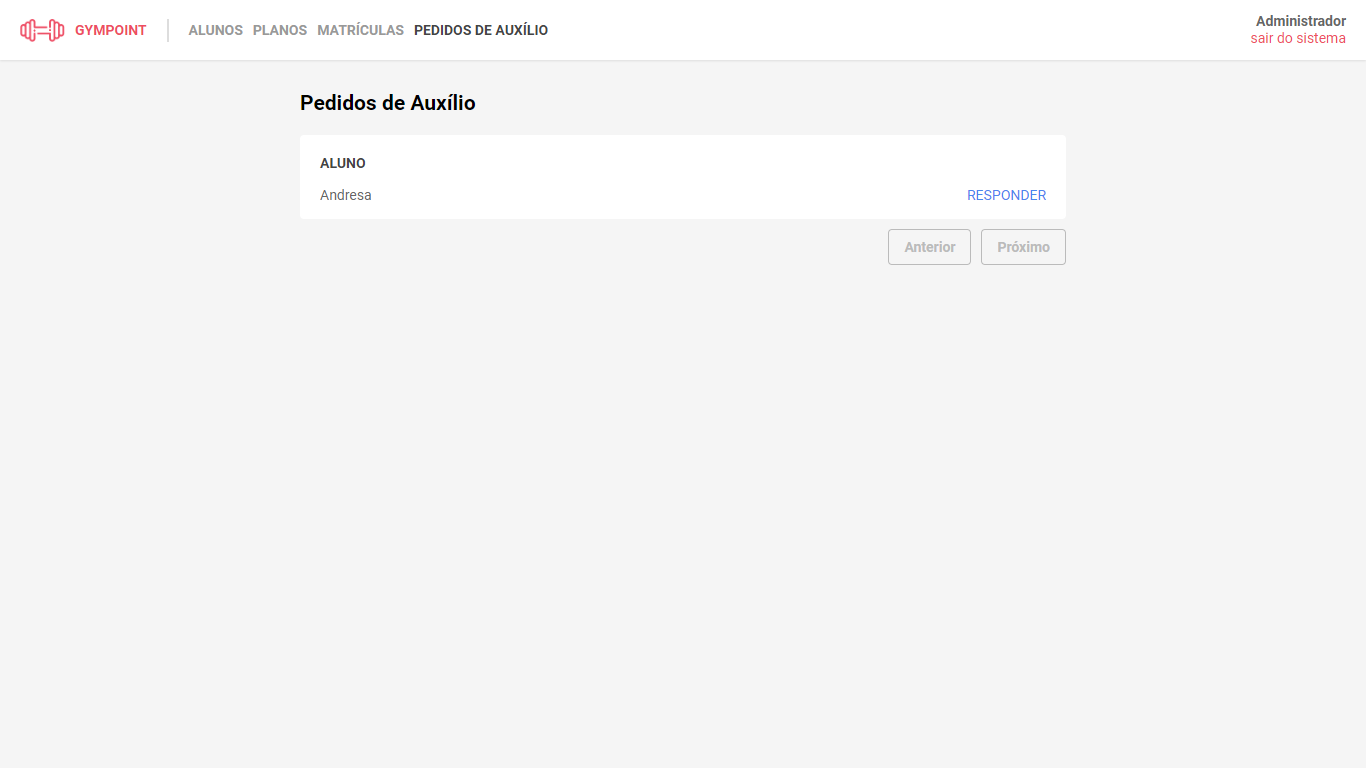 GYMPOINT ALUNOS PLANOS MATRÍCULAS PEDIDOS DE AUXÍLIO
Administrador
sair do sistema
Pedidos de Auxílio
ALUNO
Andresa RESPONDER
Anterior Próximo